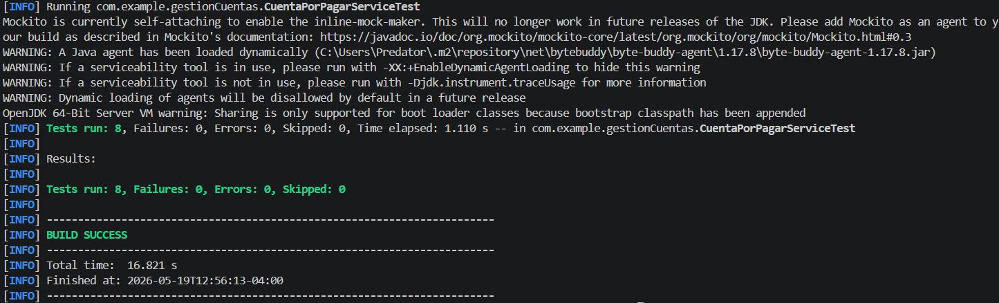 [INFO] Running com.example.gestionCuentas.CuentaPorPagarServiceTest
Mockito is currently self-attaching to enable the inline-mock-maker. This will no longer work in future releases of the JDK. Please add Mockito as an agent to y
our build as described in Mockito's documentation: https://javadoc.io/doc/org.mockito/mockito-core/latest/org.mockito/org/mockito/Mockito.html#0.3
WARNING: A Java agent has been loaded dynamically (C:\Users\Predator\.m2\repository\net\bytebuddy\byte-buddy-agent\1.17.8\byte-buddy-agent-1.17.8.jar)
WARNING: If a serviceability tool is in use, please run with -XX:+EnableDynamicAgentLoading to hide this warning
WARNING: If a serviceability tool is not in use, please run with -Djdk.instrument.traceUsage for more information
WARNING: Dynamic loading of agents will be disallowed by default in a future release
OpenJDK 64-Bit Server VM warning: Sharing is only supported for boot loader classes because bootstrap classpath has been appended
[INFO] Tests run: 8, Failures: 0, Errors: 0, Skipped: 0, Time elapsed: 1.110 s -- in com.example.gestionCuentas.CuentaPorPagarServiceTest
[INFO]
[INFO] Results:
[INFO]
[INFO] Tests run: 8, Failures: 0, Errors: 0, Skipped: 0
[INFO]
[INFO] ------------------------------------------------------------------------
[INFO] BUILD SUCCESS
[INFO] ------------------------------------------------------------------------
[INFO] Total time:  16.821 s
[INFO] Finished at: 2026-05-19T12:56:13-04:00
[INFO] ------------------------------------------------------------------------